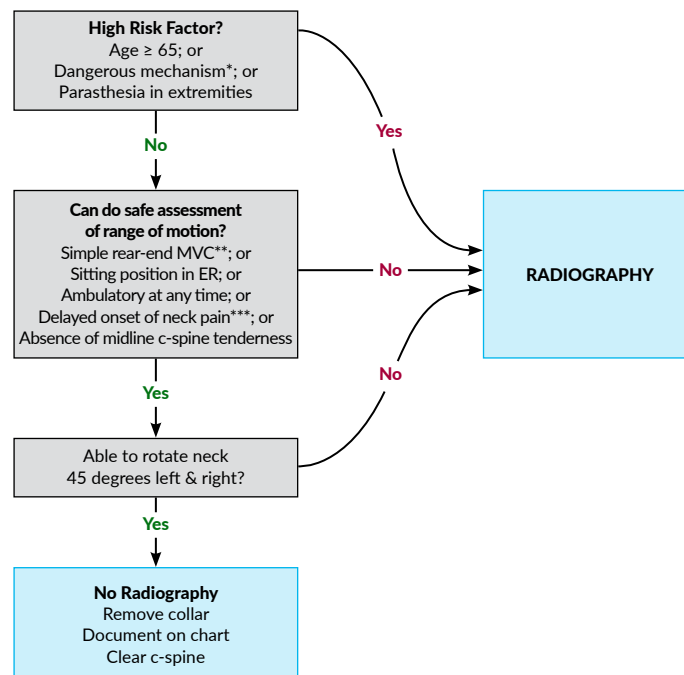 High Risk Factor?
Age ≥ 65; or
Dangerous mechanism*; or
Parasthesia in extremities
Yes
No
Can do safe assessment
of range of motion?
Simple rear-end MVC**; or
Sitting position in ER; or
Ambulatory at any time; or
Delayed onset of neck pain***; or
Absence of midline c-spine tenderness
No
RADIOGRAPHY
No
Yes
Able to rotate neck
45 degrees left & right?
Yes
No Radiography
Remove collar
Document on chart
Clear c-spine